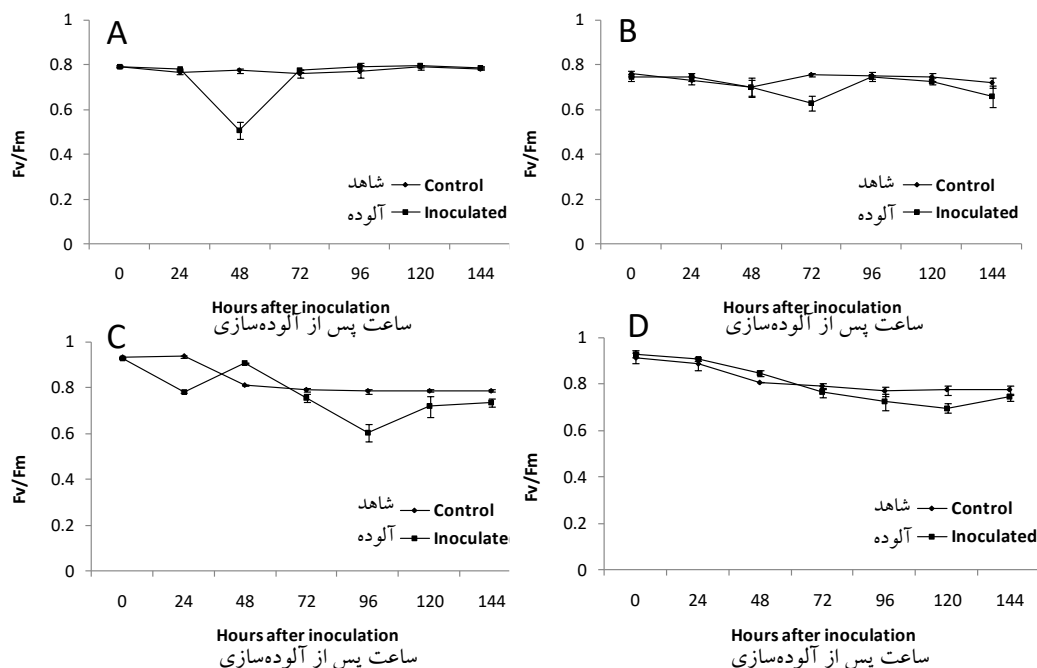 A
1
0.8
0.6
0.4
0.2
0
Fv/Fm
شاهد Control
آلوده Inoculated
0 24 48 72 96 120 144
Hours after inoculation
ساعت پس از آلوده‌سازی
B
1
0.8
0.6
0.4
0.2
0
Fv/Fm
شاهد Control
آلوده Inoculated
0 24 48 72 96 120 144
Hours after inoculation
ساعت پس از آلوده‌سازی
C
1
0.8
0.6
0.4
0.2
0
Fv/Fm
شاهد Control
آلوده Inoculate
0 24 48 72 96 120 144
Hours after inoculation
ساعت پس از آلوده‌سازی
D
1
0.8
0.6
0.4
0.2
0
Fv/Fm
شاهد Control
آلوده Inoculated
0 24 48 72 96 120 144
Hours after inoculation
ساعت پس از آلوده‌سازی